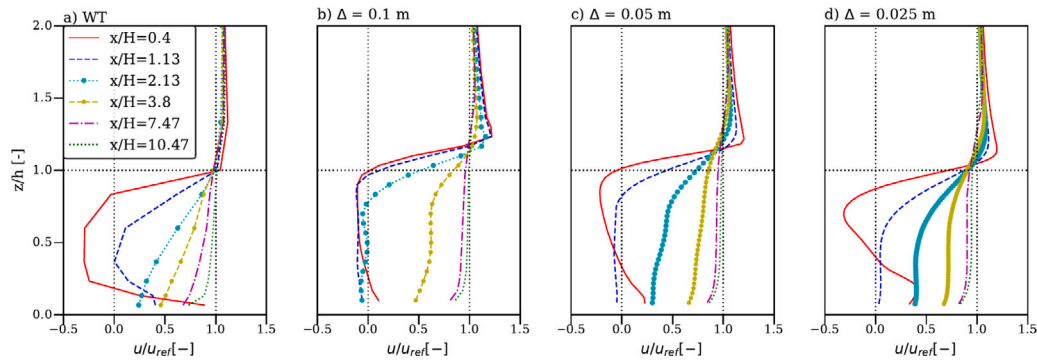 a) WT
b) Δ = 0.1 m
c) Δ = 0.05 m
d) Δ = 0.025 m
2.0
1.5
1.0
0.5
0.0
z/h [-]
x/H=0.4
x/H=1.13
x/H=2.13
x/H=3.8
x/H=7.47
x/H=10.47
−0.5 0.0 0.5 1.0 1.5
−0.5 0.0 0.5 1.0 1.5
−0.5 0.0 0.5 1.0 1.5
−0.5 0.0 0.5 1.0 1.5
u/u_ref[−]
u/u_ref[−]
u/u_ref[−]
u/u_ref[−]